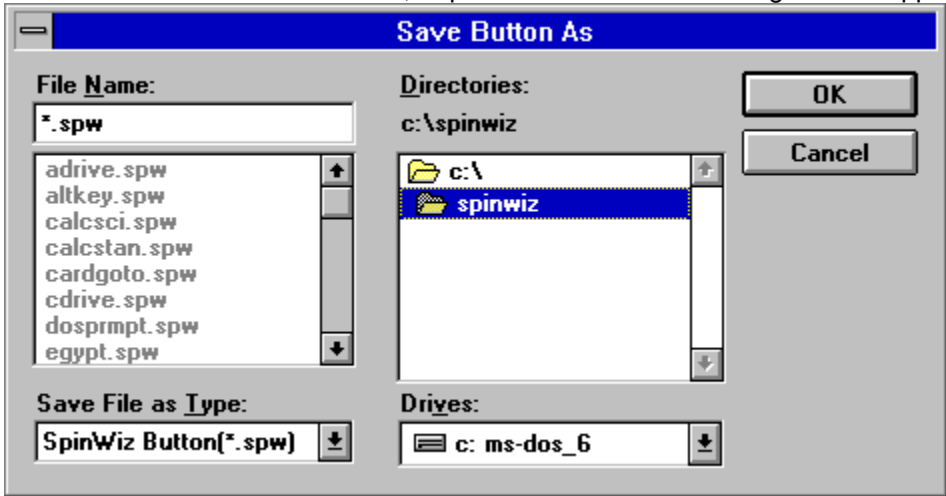 Save Button As
File Name:
*.spw
adrive.spw
altkey.spw
calcsci.spw
calcstan.spw
cardgoto.spw
cdrive.spw
dosprmpt.spw
egypt.spw
Save File as Type:
SpinWiz Button(*.spw)
Directories:
c:\spinwiz
c:\
spinwiz
Drives:
c: ms-dos_6
OK
Cancel